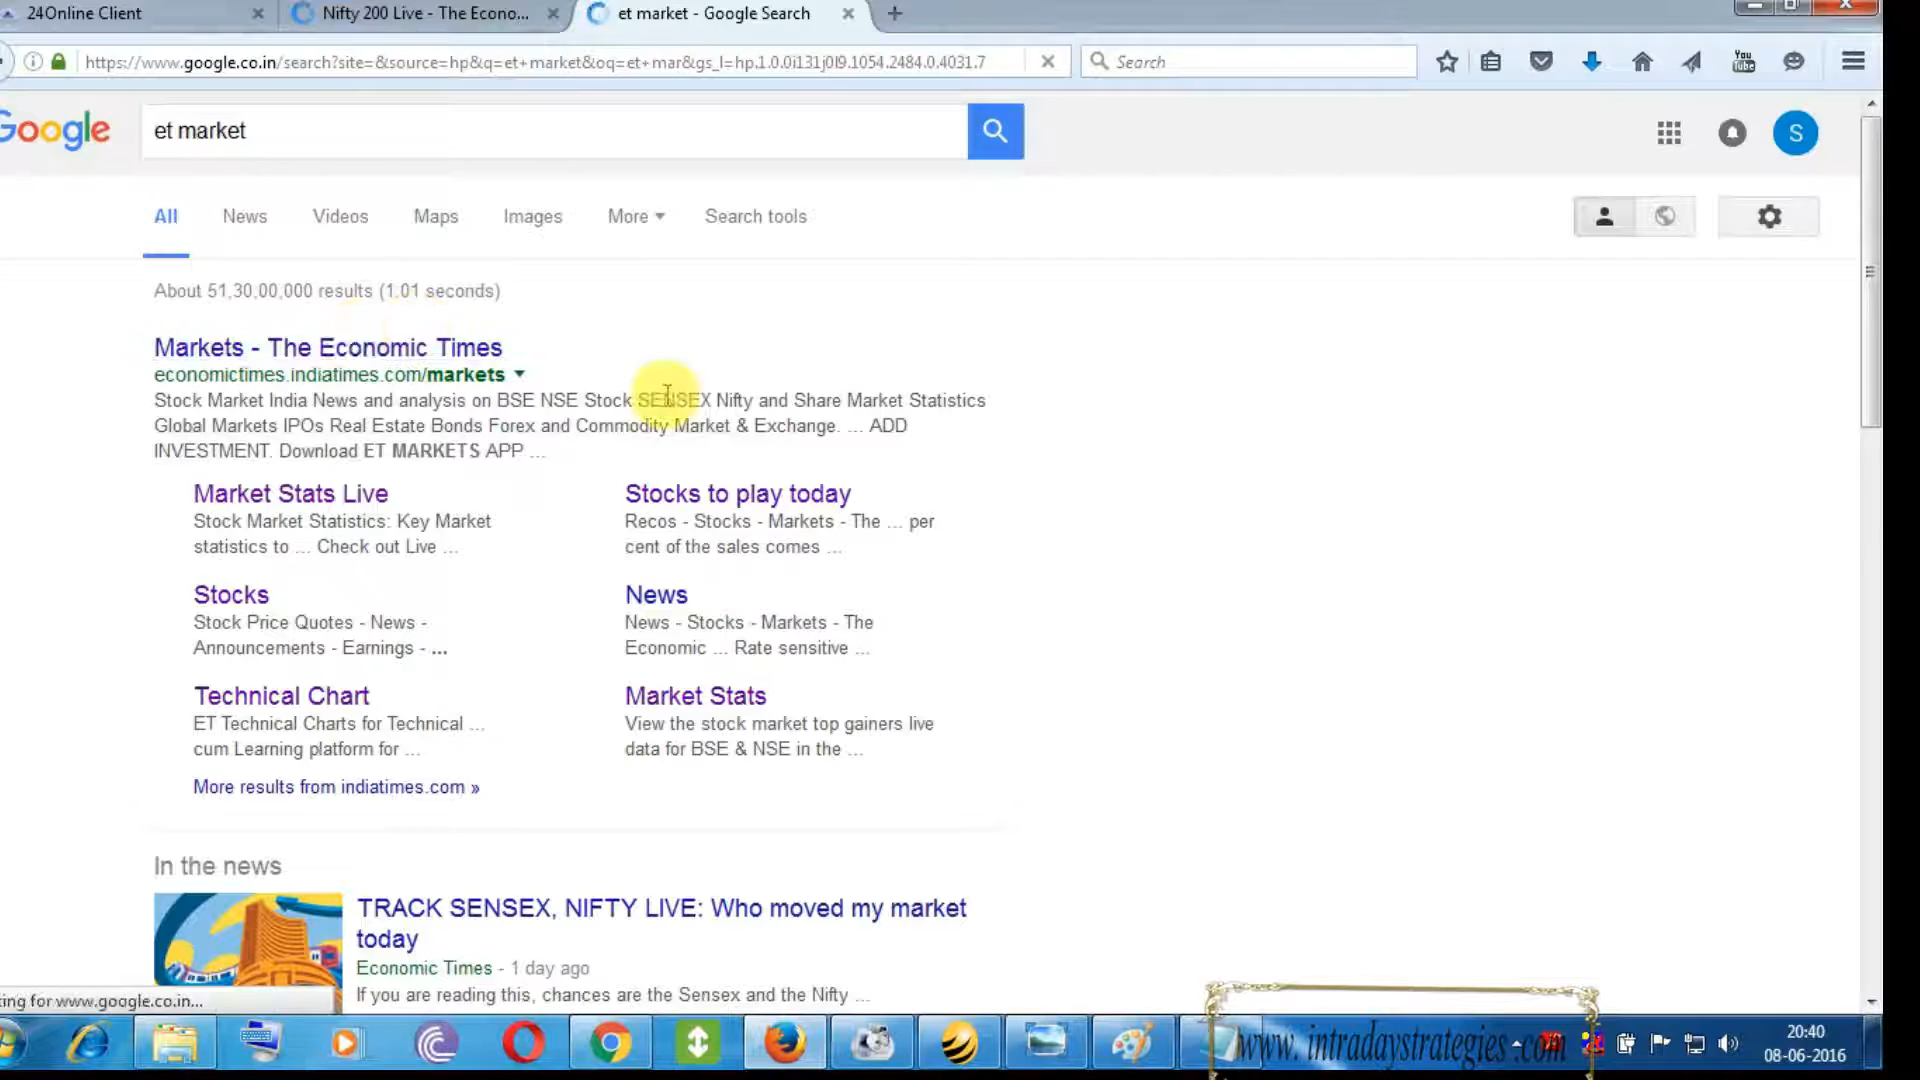 24Online Client
Nifty 200 Live - The Econo...
et market - Google Search
https://www.google.co.in/search?site=&source=hp&q=et+market&oq=et+mar&gs_l=hp.1.0.0i131j0l9.1054.2484.0.4031.7
Search
You
Tube
Google
et market
S
All
News
Videos
Maps
Images
More
Search tools
About 51,30,00,000 results (1.01 seconds)
Markets - The Economic Times
economictimes.indiatimes.com/markets
Stock Market India News and analysis on BSE NSE Stock SENSEX Nifty and Share Market Statistics
Global Markets IPOs Real Estate Bonds Forex and Commodity Market & Exchange. ... ADD
INVESTMENT. Download ET MARKETS APP ...
Market Stats Live
Stock Market Statistics: Key Market
statistics to ... Check out Live ...
Stocks to play today
Recos - Stocks - Markets - The ... per
cent of the sales comes ...
Stocks
Stock Price Quotes - News -
Announcements - Earnings - ...
News
News - Stocks - Markets - The
Economic ... Rate sensitive ...
Technical Chart
ET Technical Charts for Technical ...
cum Learning platform for ...
Market Stats
View the stock market top gainers live
data for BSE & NSE in the ...
More results from indiatimes.com »
In the news
TRACK SENSEX, NIFTY LIVE: Who moved my market
today
Economic Times - 1 day ago
If you are reading this, chances are the Sensex and the Nifty ...
ing for www.google.co.in...
www. intradaystrategies .com
20:40
08-06-2016